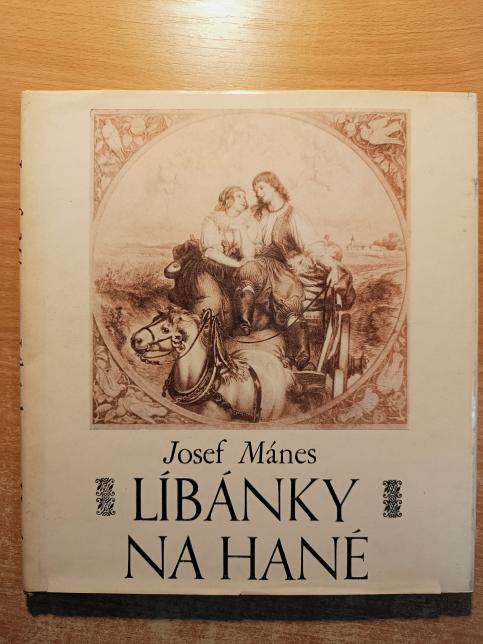 Josef Mánes
LÍBÁNKY
NA HANÉ